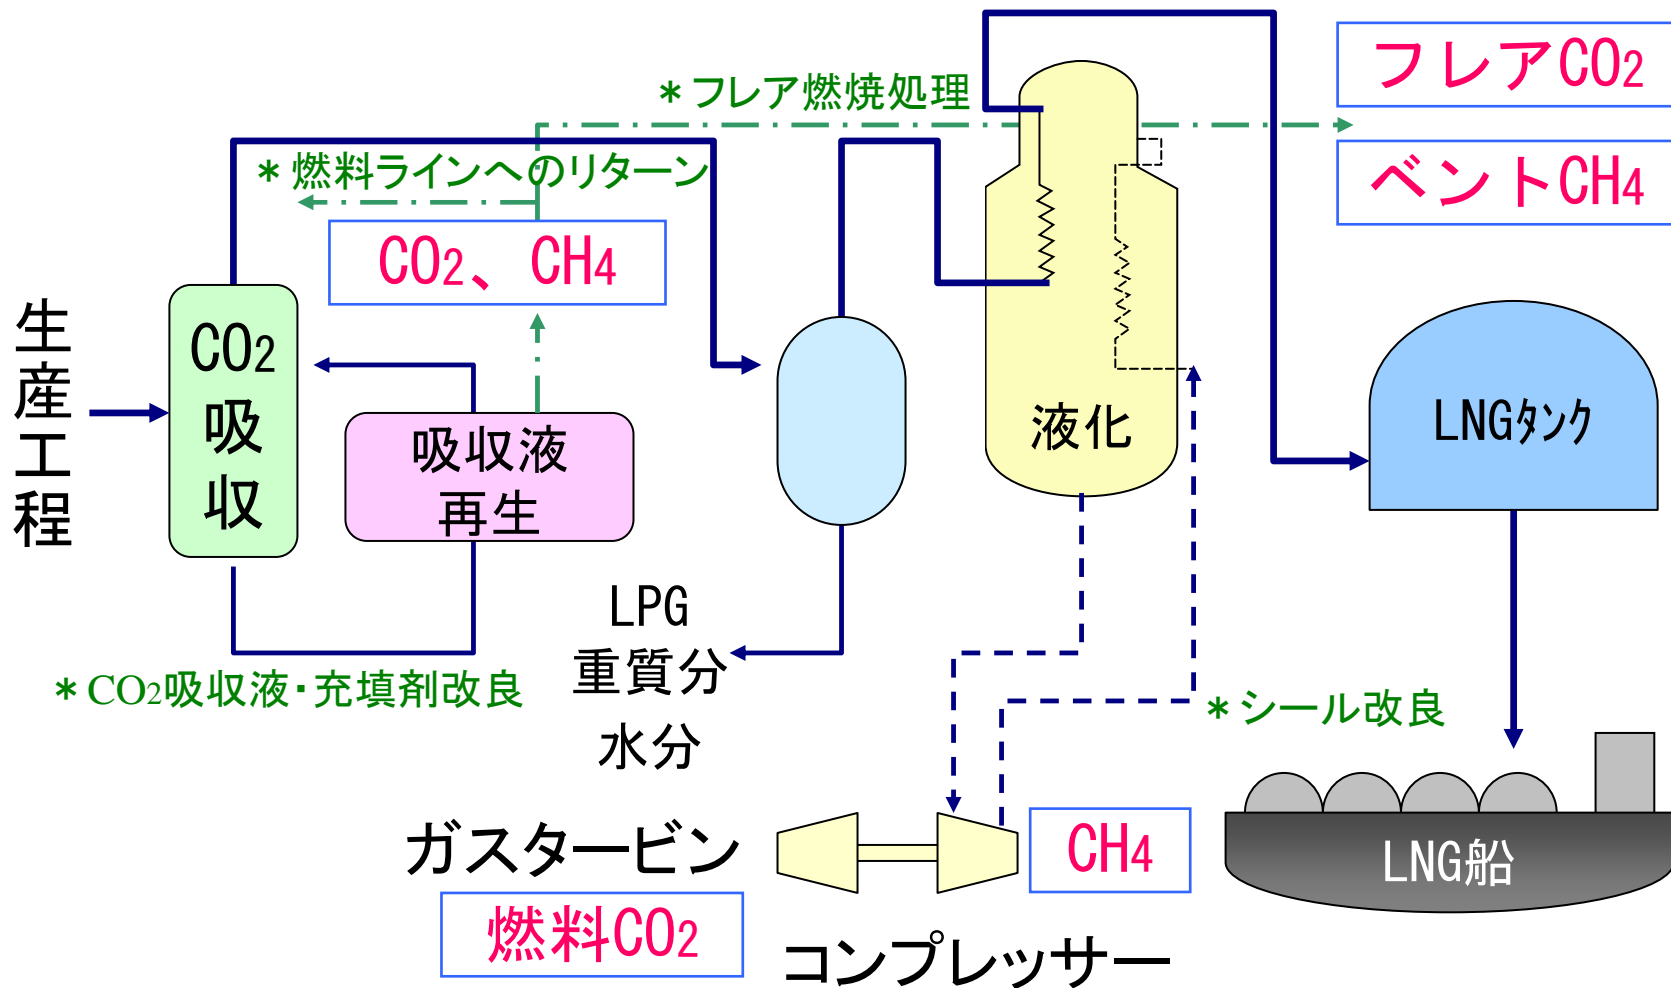 フレアCO2
＊フレア燃焼処理
＊燃料ラインへのリターン
ベントCH4
CO2、CH4
生産工程
CO2
吸収
吸収液
再生
液化
LNGﾀﾝｸ
LPG
重質分
水分
＊CO2吸収液・充填剤改良
＊シール改良
ガスタービン
CH4
LNG船
燃料CO2
コンプレッサー